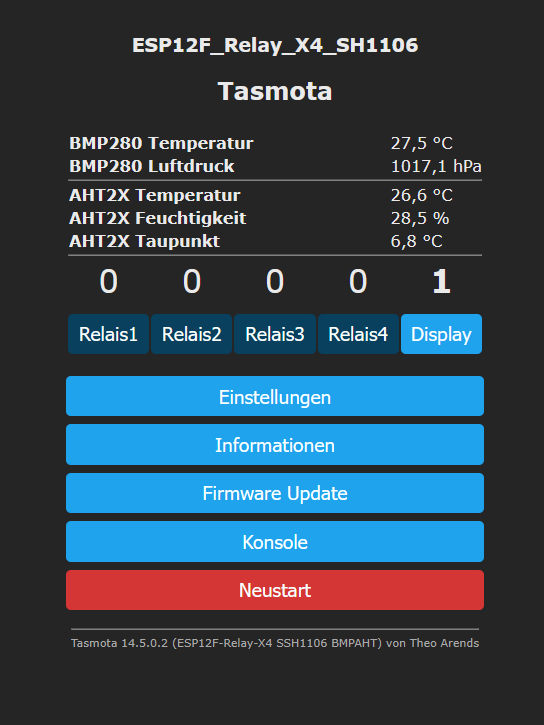 ESP12F_Relay_X4_SH1106
Tasmota
BMP280 Temperatur 27,5 °C
BMP280 Luftdruck 1017,1 hPa
AHT2X Temperatur 26,6 °C
AHT2X Feuchtigkeit 28,5 %
AHT2X Taupunkt 6,8 °C
0 0 0 0 1
Relais1 Relais2 Relais3 Relais4 Display
Einstellungen
Informationen
Firmware Update
Konsole
Neustart
Tasmota 14.5.0.2 (ESP12F-Relay-X4 SSH1106 BMPAHT) von Theo Arends